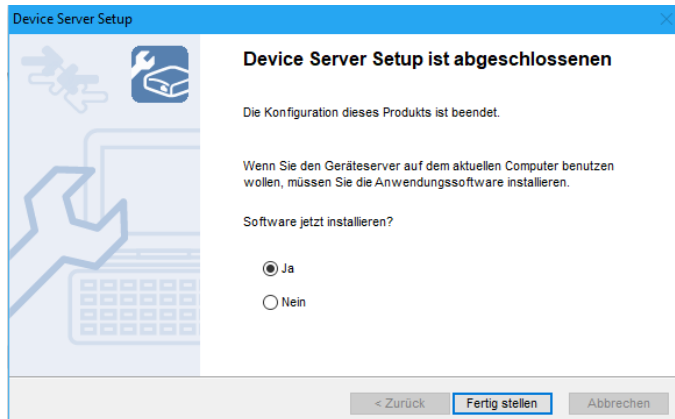 Device Server Setup
Device Server Setup ist abgeschlossenen
Die Konfiguration dieses Produkts ist beendet.
Wenn Sie den Geräteserver auf dem aktuellen Computer benutzen
wollen, müssen Sie die Anwendungssoftware installieren.
Software jetzt installieren?
Ja
Nein
< Zurück
Fertig stellen
Abbrechen